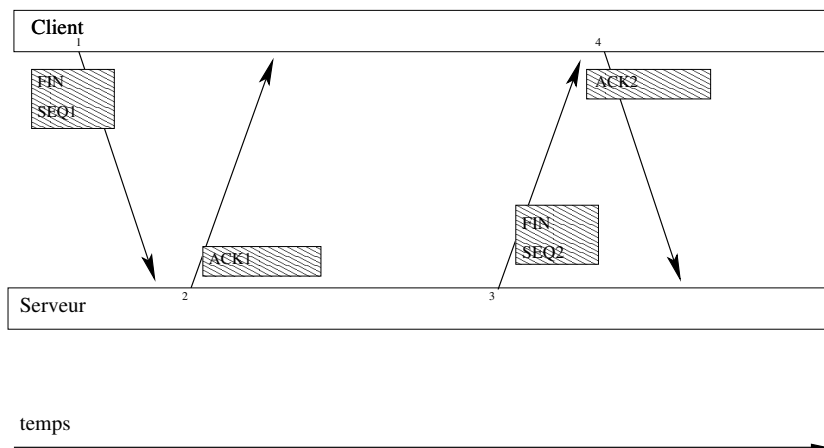 Client
1
4
FIN
SEQ1
ACK2
FIN
SEQ2
ACK1
2
3
Serveur
temps